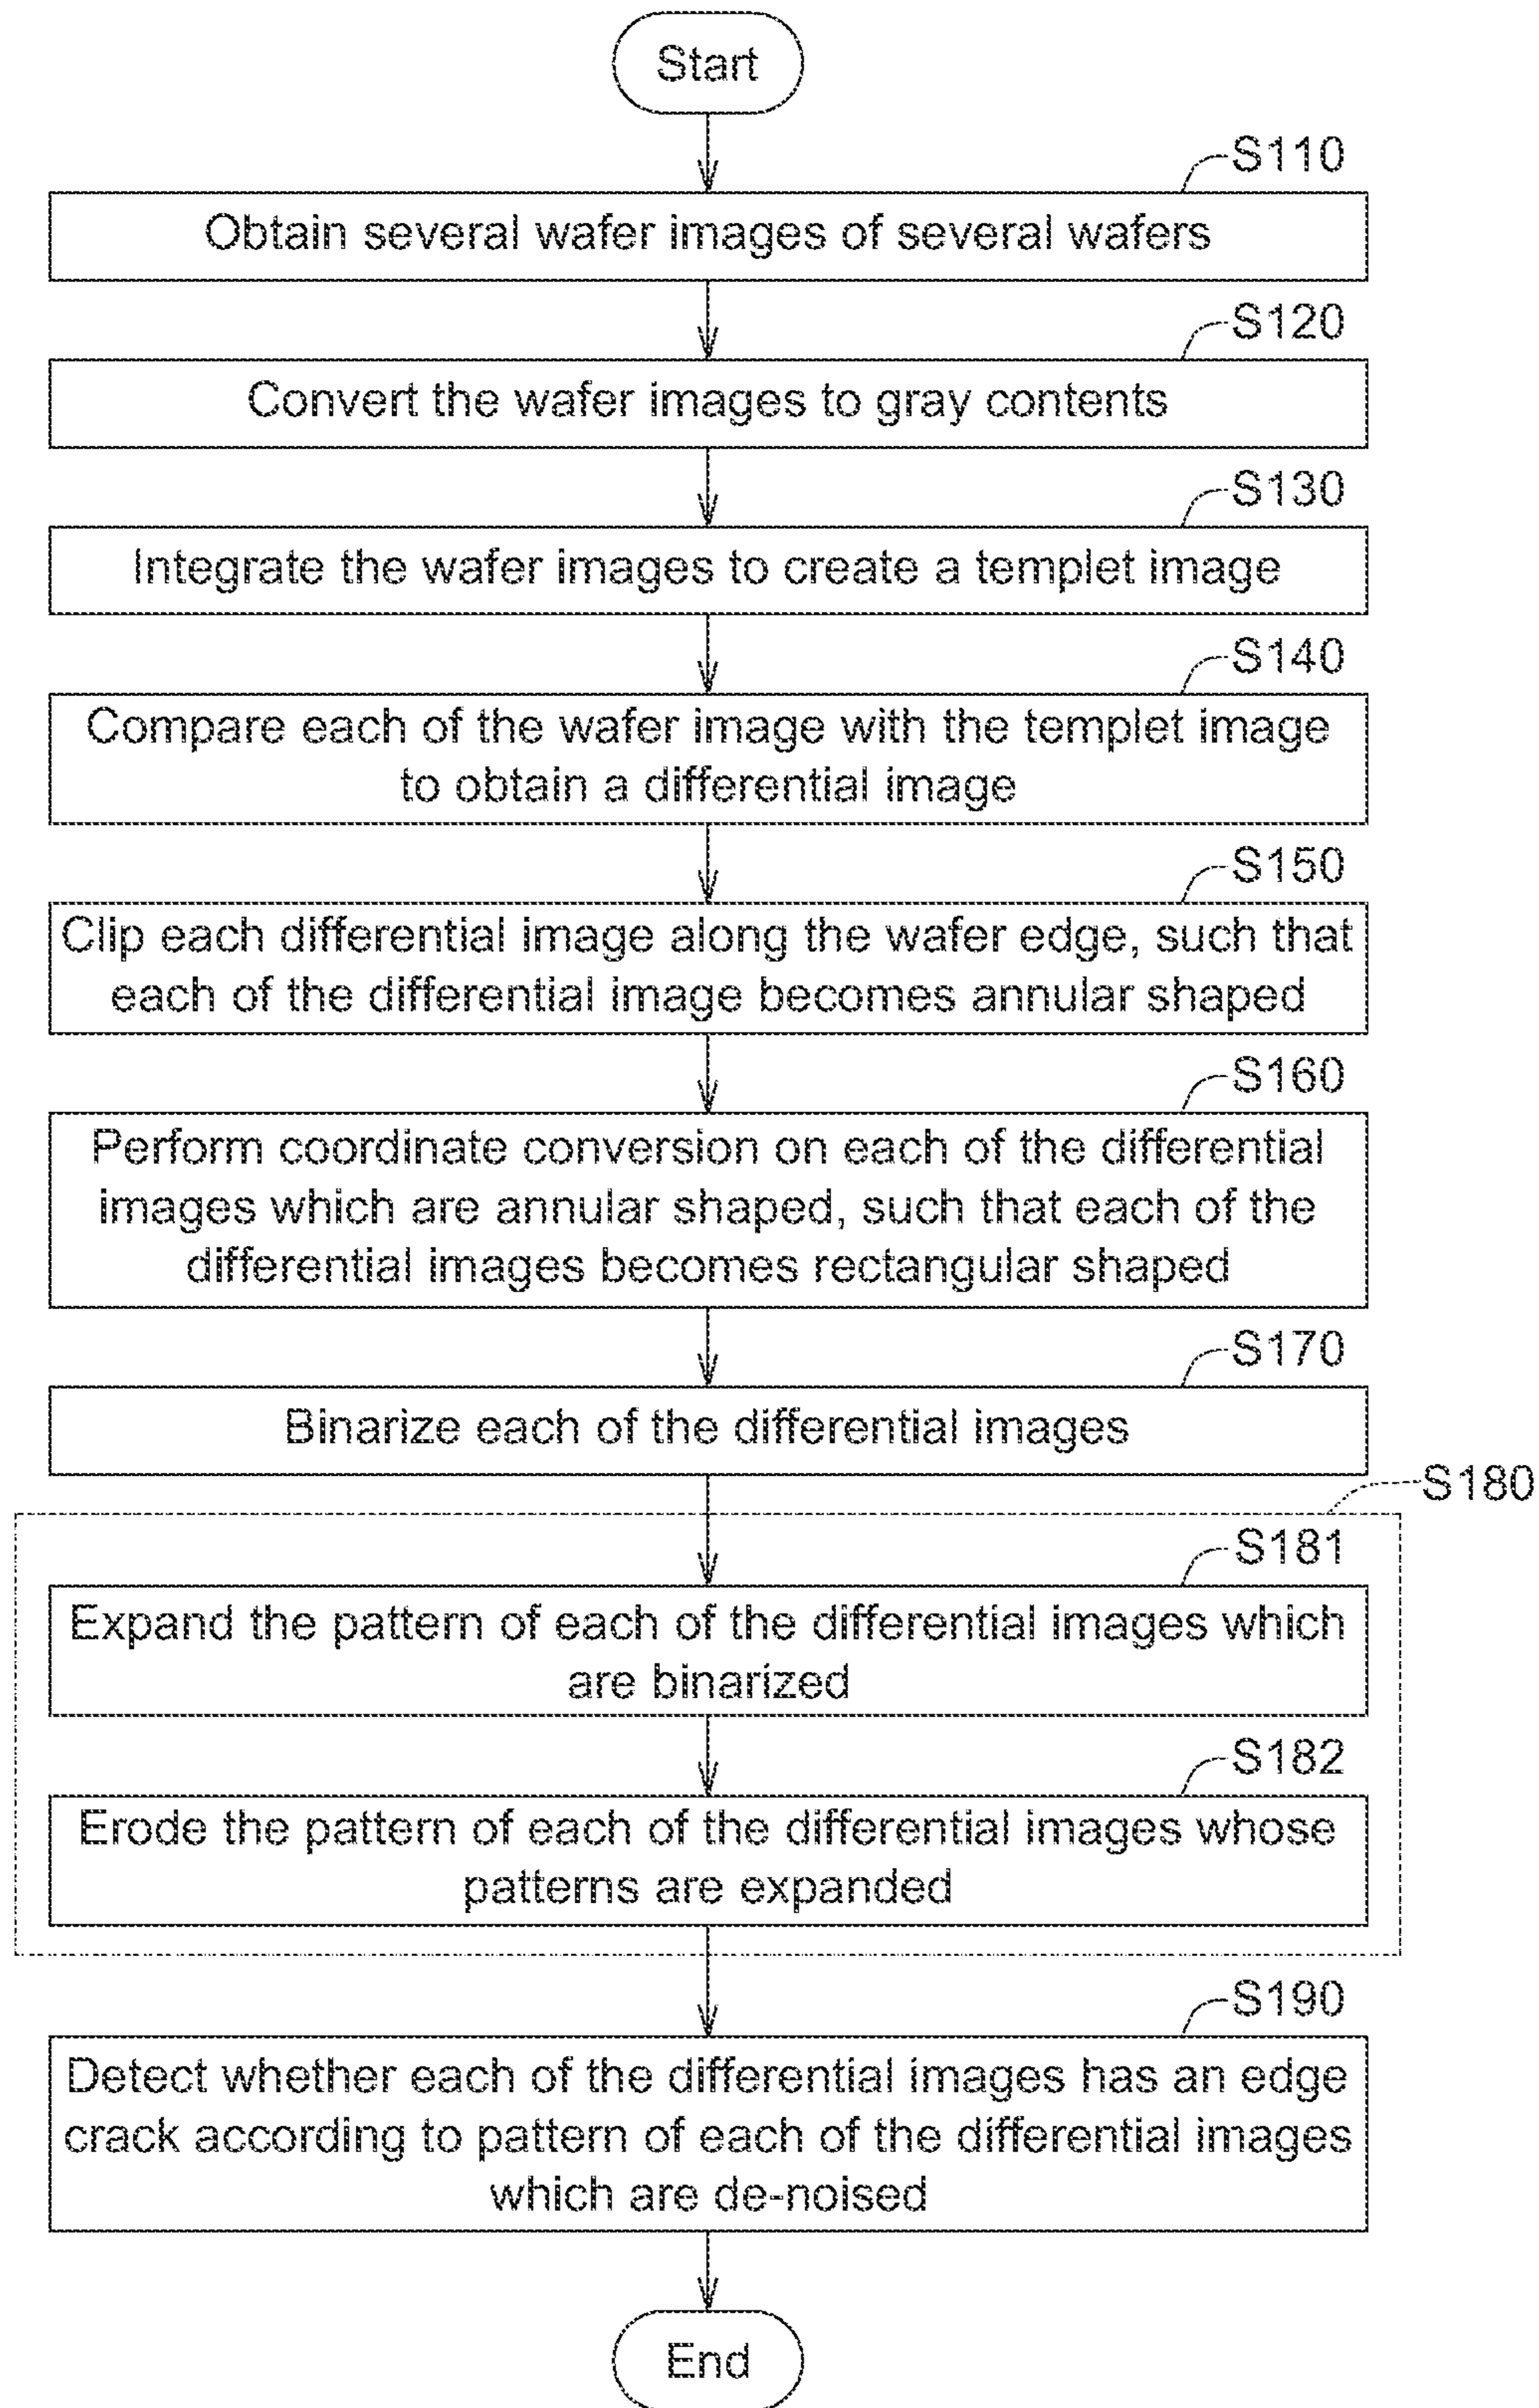 Start
S110
Obtain several wafer images of several wafers
S120
Convert the wafer images to gray contents
S130
Integrate the wafer images to create a templet image
S140
Compare each of the wafer image with the templet image
to obtain a differential image
S150
Clip each differential image along the wafer edge, such that
each of the differential image becomes annular shaped
S160
Perform coordinate conversion on each of the differential
images which are annular shaped, such that each of the
differential images becomes rectangular shaped
S170
Binarize each of the differential images
S180
S181
Expand the pattern of each of the differential images which
are binarized
S182
Erode the pattern of each of the differential images whose
patterns are expanded
S190
Detect whether each of the differential images has an edge
crack according to pattern of each of the differential images
which are de-noised
End